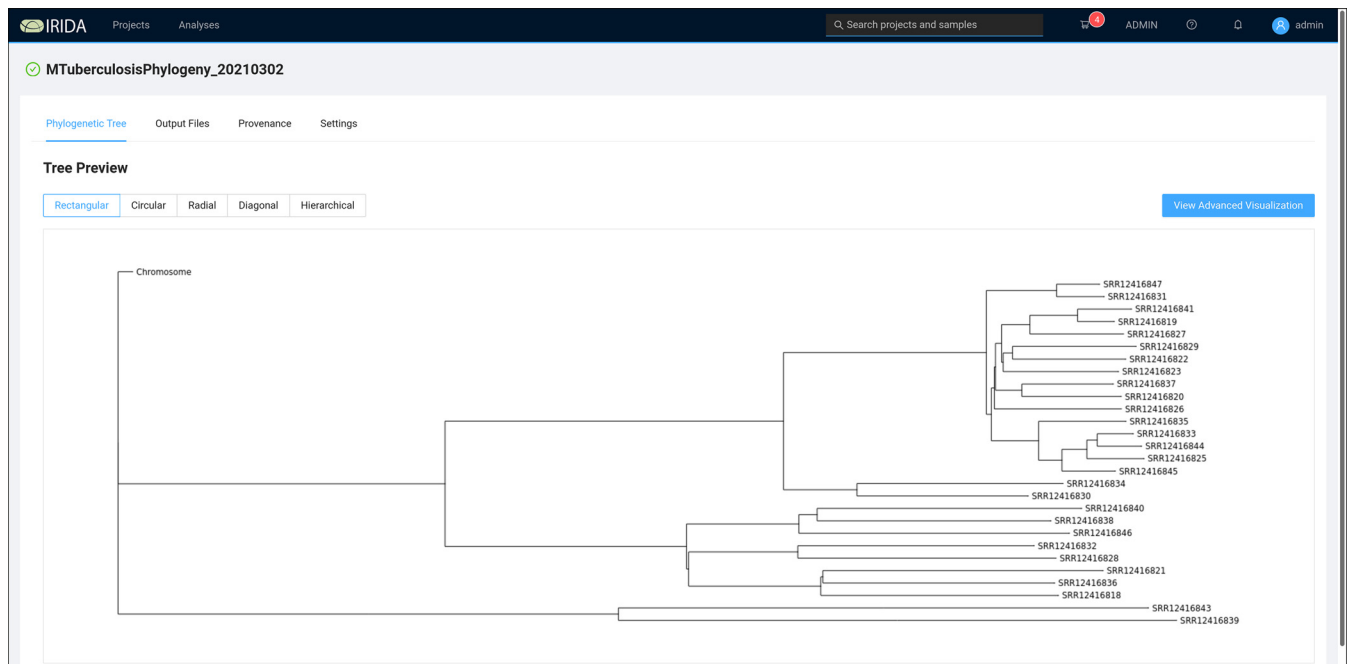 IRIDA Projects Analyses Search projects and samples 4 ADMIN admin
MTuberculosisPhylogeny_20210302
Phylogenetic Tree Output Files Provenance Settings
Tree Preview
Rectangular Circular Radial Diagonal Hierarchical View Advanced Visualization
Chromosome
SRR12416847
SRR12416831
SRR12416841
SRR12416819
SRR12416827
SRR12416829
SRR12416822
SRR12416823
SRR12416837
SRR12416820
SRR12416826
SRR12416835
SRR12416833
SRR12416844
SRR12416825
SRR12416845
SRR12416834
SRR12416830
SRR12416840
SRR12416838
SRR12416846
SRR12416832
SRR12416828
SRR12416821
SRR12416836
SRR12416818
SRR12416843
SRR12416839